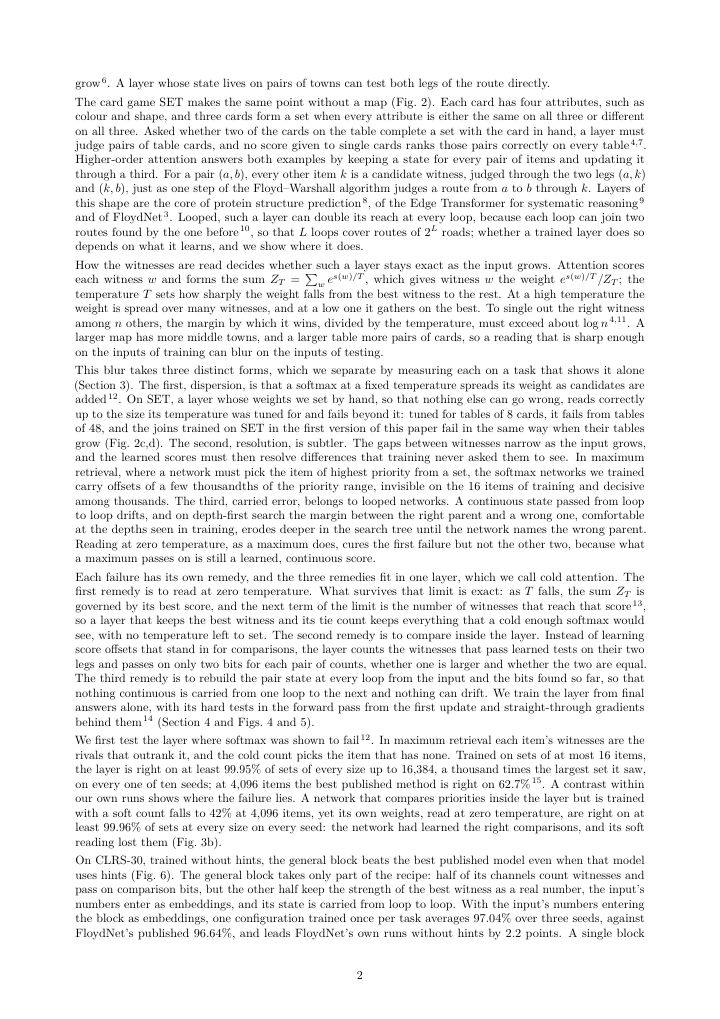 grow⁶. A layer whose state lives on pairs of towns can test both legs of the route directly.
The card game SET makes the same point without a map (Fig. 2). Each card has four attributes, such as
colour and shape, and three cards form a set when every attribute is either the same on all three or different
on all three. Asked whether two of the cards on the table complete a set with the card in hand, a layer must
judge pairs of table cards, and no score given to single cards ranks those pairs correctly on every table⁴,⁷.
Higher-order attention answers both examples by keeping a state for every pair of items and updating it
through a third. For a pair (a, b), every other item k is a candidate witness, judged through the two legs (a, k)
and (k, b), just as one step of the Floyd–Warshall algorithm judges a route from a to b through k. Layers of
this shape are the core of protein structure prediction⁸, of the Edge Transformer for systematic reasoning⁹
and of FloydNet³. Looped, such a layer can double its reach at every loop, because each loop can join two
routes found by the one before¹⁰, so that L loops cover routes of 2^L roads; whether a trained layer does so
depends on what it learns, and we show where it does.
How the witnesses are read decides whether such a layer stays exact as the input grows. Attention scores
each witness w and forms the sum Z_T = ∑_w e^{s(w)/T}, which gives witness w the weight e^{s(w)/T}/Z_T; the
temperature T sets how sharply the weight falls from the best witness to the rest. At a high temperature the
weight is spread over many witnesses, and at a low one it gathers on the best. To single out the right witness
among n others, the margin by which it wins, divided by the temperature, must exceed about log n⁴,¹¹. A
larger map has more middle towns, and a larger table more pairs of cards, so a reading that is sharp enough
on the inputs of training can blur on the inputs of testing.
This blur takes three distinct forms, which we separate by measuring each on a task that shows it alone
(Section 3). The first, dispersion, is that a softmax at a fixed temperature spreads its weight as candidates are
added¹². On SET, a layer whose weights we set by hand, so that nothing else can go wrong, reads correctly
up to the size its temperature was tuned for and fails beyond it: tuned for tables of 8 cards, it fails from tables
of 48, and the joins trained on SET in the first version of this paper fail in the same way when their tables
grow (Fig. 2c,d). The second, resolution, is subtler. The gaps between witnesses narrow as the input grows,
and the learned scores must then resolve differences that training never asked them to see. In maximum
retrieval, where a network must pick the item of highest priority from a set, the softmax networks we trained
carry offsets of a few thousandths of the priority range, invisible on the 16 items of training and decisive
among thousands. The third, carried error, belongs to looped networks. A continuous state passed from loop
to loop drifts, and on depth-first search the margin between the right parent and a wrong one, comfortable
at the depths seen in training, erodes deeper in the search tree until the network names the wrong parent.
Reading at zero temperature, as a maximum does, cures the first failure but not the other two, because what
a maximum passes on is still a learned, continuous score.
Each failure has its own remedy, and the three remedies fit in one layer, which we call cold attention. The
first remedy is to read at zero temperature. What survives that limit is exact: as T falls, the sum Z_T is
governed by its best score, and the next term of the limit is the number of witnesses that reach that score¹³,
so a layer that keeps the best witness and its tie count keeps everything that a cold enough softmax would
see, with no temperature left to set. The second remedy is to compare inside the layer. Instead of learning
score offsets that stand in for comparisons, the layer counts the witnesses that pass learned tests on their two
legs and passes on only two bits for each pair of counts, whether one is larger and whether the two are equal.
The third remedy is to rebuild the pair state at every loop from the input and the bits found so far, so that
nothing continuous is carried from one loop to the next and nothing can drift. We train the layer from final
answers alone, with its hard tests in the forward pass from the first update and straight-through gradients
behind them¹⁴ (Section 4 and Figs. 4 and 5).
We first test the layer where softmax was shown to fail¹². In maximum retrieval each item's witnesses are the
rivals that outrank it, and the cold count picks the item that has none. Trained on sets of at most 16 items,
the layer is right on at least 99.95% of sets of every size up to 16,384, a thousand times the largest set it saw,
on every one of ten seeds; at 4,096 items the best published method is right on 62.7%¹⁵. A contrast within
our own runs shows where the failure lies. A network that compares priorities inside the layer but is trained
with a soft count falls to 42% at 4,096 items, yet its own weights, read at zero temperature, are right on at
least 99.96% of sets at every size on every seed: the network had learned the right comparisons, and its soft
reading lost them (Fig. 3b).
On CLRS-30, trained without hints, the general block beats the best published model even when that model
uses hints (Fig. 6). The general block takes only part of the recipe: half of its channels count witnesses and
pass on comparison bits, but the other half keep the strength of the best witness as a real number, the input's
numbers enter as embeddings, and its state is carried from loop to loop. With the input's numbers entering
the block as embeddings, one configuration trained once per task averages 97.04% over three seeds, against
FloydNet's published 96.64%, and leads FloydNet's own runs without hints by 2.2 points. A single block
2